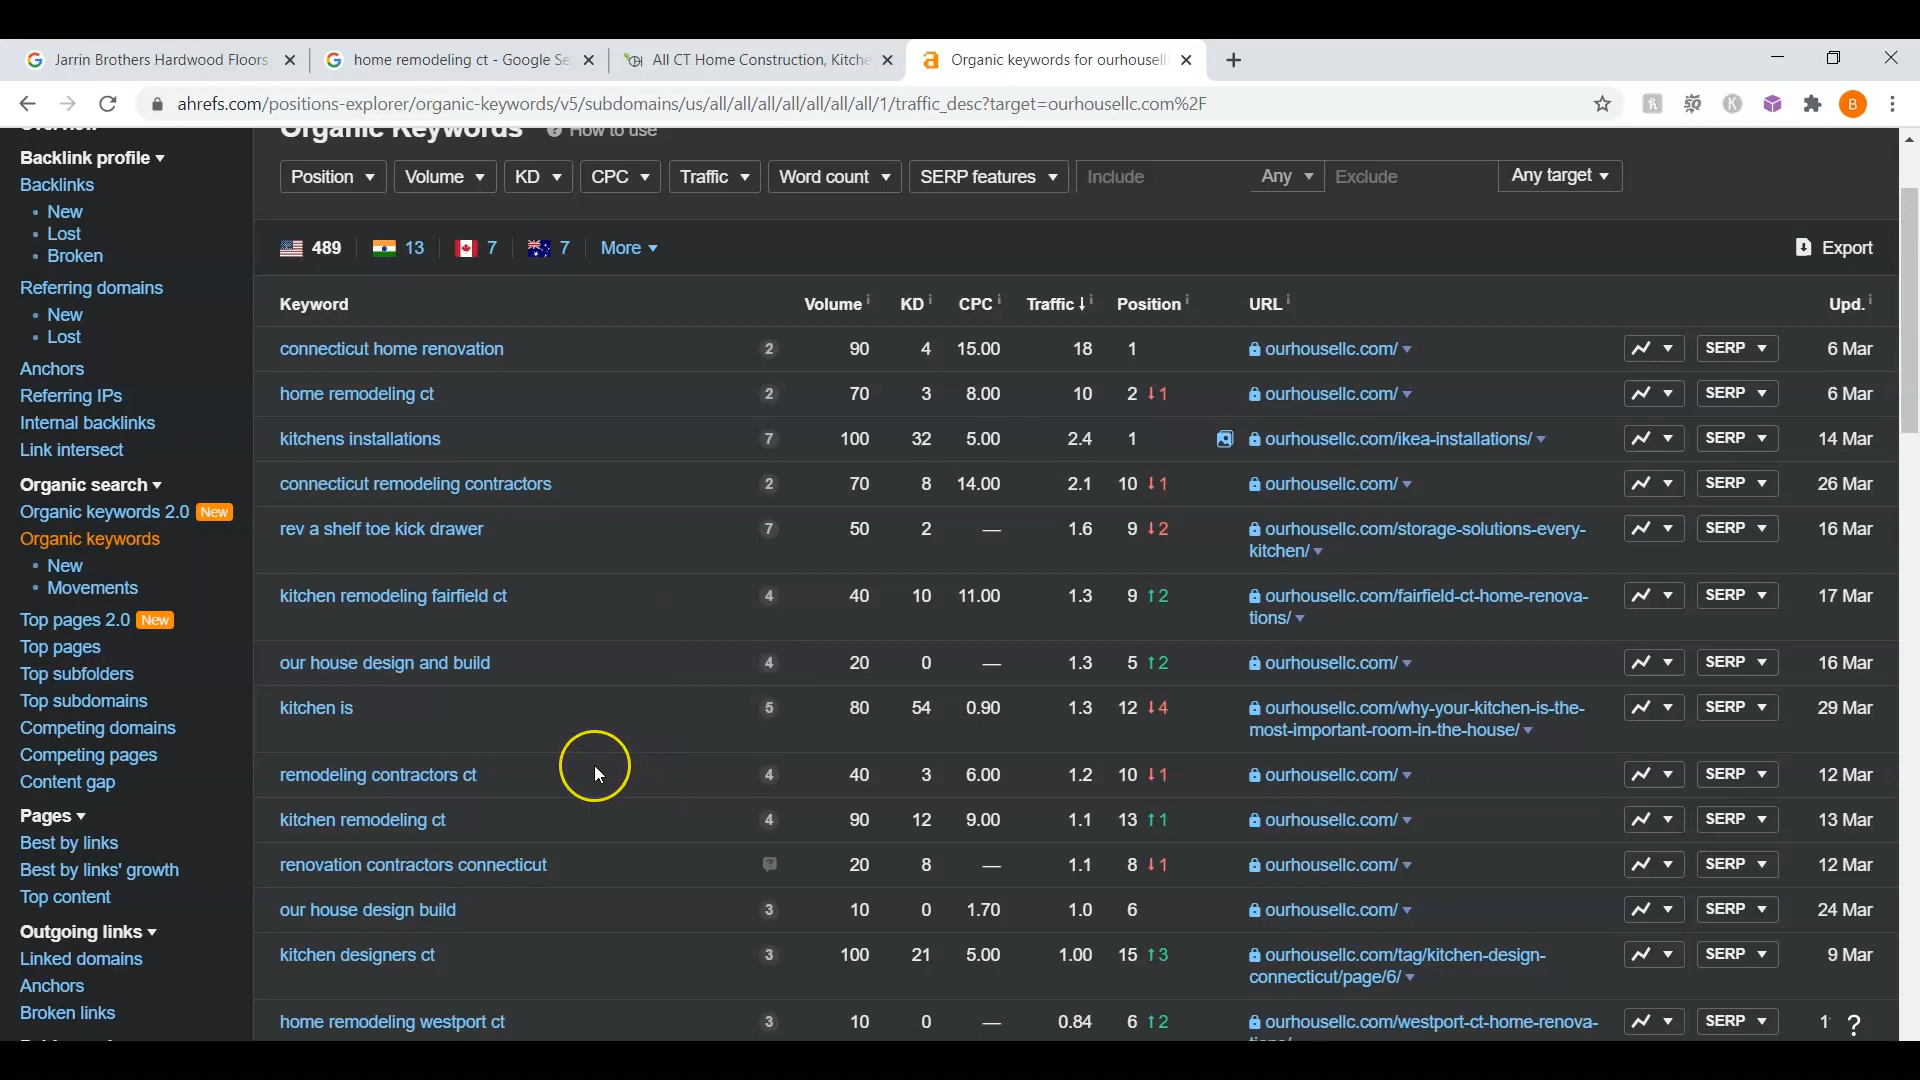 Jarrin Brothers Hardwood Floors
home remodeling ct - Google Se
All CT Home Construction, Kitche
Organic keywords for ourhousell
ahrefs.com/positions-explorer/organic-keywords/v5/subdomains/us/all/all/all/all/all/all/all/1/traffic_desc?target=ourhousellc.com%2F
B
Overview
Backlink profile
Backlinks
New
Lost
Broken
Referring domains
New
Lost
Anchors
Referring IPs
Internal backlinks
Link intersect
Organic search
Organic keywords 2.0 New
Organic keywords
New
Movements
Top pages 2.0 New
Top pages
Top subfolders
Top subdomains
Competing domains
Competing pages
Content gap
Pages
Best by links
Best by links' growth
Top content
Outgoing links
Linked domains
Anchors
Broken links
Organic Keywords How to use
Position Volume KD CPC Traffic Word count SERP features Include Any Exclude Any target
489 13 7 7 More Export
Keyword Volume KD CPC Traffic Position URL Upd.
connecticut home renovation 2 90 4 15.00 18 1 ourhousellc.com/ SERP 6 Mar
home remodeling ct 2 70 3 8.00 10 2 ↓1 ourhousellc.com/ SERP 6 Mar
kitchens installations 7 100 32 5.00 2.4 1 ourhousellc.com/ikea-installations/ SERP 14 Mar
connecticut remodeling contractors 2 70 8 14.00 2.1 10 ↓1 ourhousellc.com/ SERP 26 Mar
rev a shelf toe kick drawer 7 50 2 — 1.6 9 ↓2 ourhousellc.com/storage-solutions-every- SERP 16 Mar
kitchen/
kitchen remodeling fairfield ct 4 40 10 11.00 1.3 9 ↑2 ourhousellc.com/fairfield-ct-home-renova- SERP 17 Mar
tions/
our house design and build 4 20 0 — 1.3 5 ↑2 ourhousellc.com/ SERP 16 Mar
kitchen is 5 80 54 0.90 1.3 12 ↓4 ourhousellc.com/why-your-kitchen-is-the- SERP 29 Mar
most-important-room-in-the-house/
remodeling contractors ct 4 40 3 6.00 1.2 10 ↓1 ourhousellc.com/ SERP 12 Mar
kitchen remodeling ct 4 90 12 9.00 1.1 13 ↑1 ourhousellc.com/ SERP 13 Mar
renovation contractors connecticut 20 8 — 1.1 8 ↓1 ourhousellc.com/ SERP 12 Mar
our house design build 3 10 0 1.70 1.0 6 ourhousellc.com/ SERP 24 Mar
kitchen designers ct 3 100 21 5.00 1.00 15 ↑3 ourhousellc.com/tag/kitchen-design- SERP 9 Mar
connecticut/page/6/
home remodeling westport ct 3 10 0 — 0.84 6 ↑2 ourhousellc.com/westport-ct-home-renova- SERP 1 ?